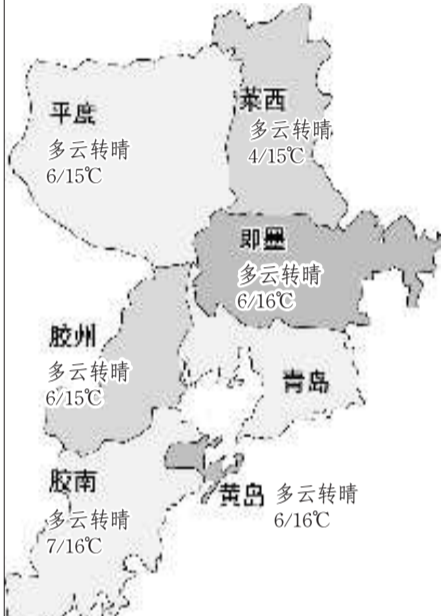 平度
多云转晴
6/15℃
莱西
多云转晴
4/15℃
即墨
多云转晴
6/16℃
胶州
多云转晴
6/15℃
青岛
胶南
多云转晴
7/16℃
黄岛 多云转晴
6/16℃